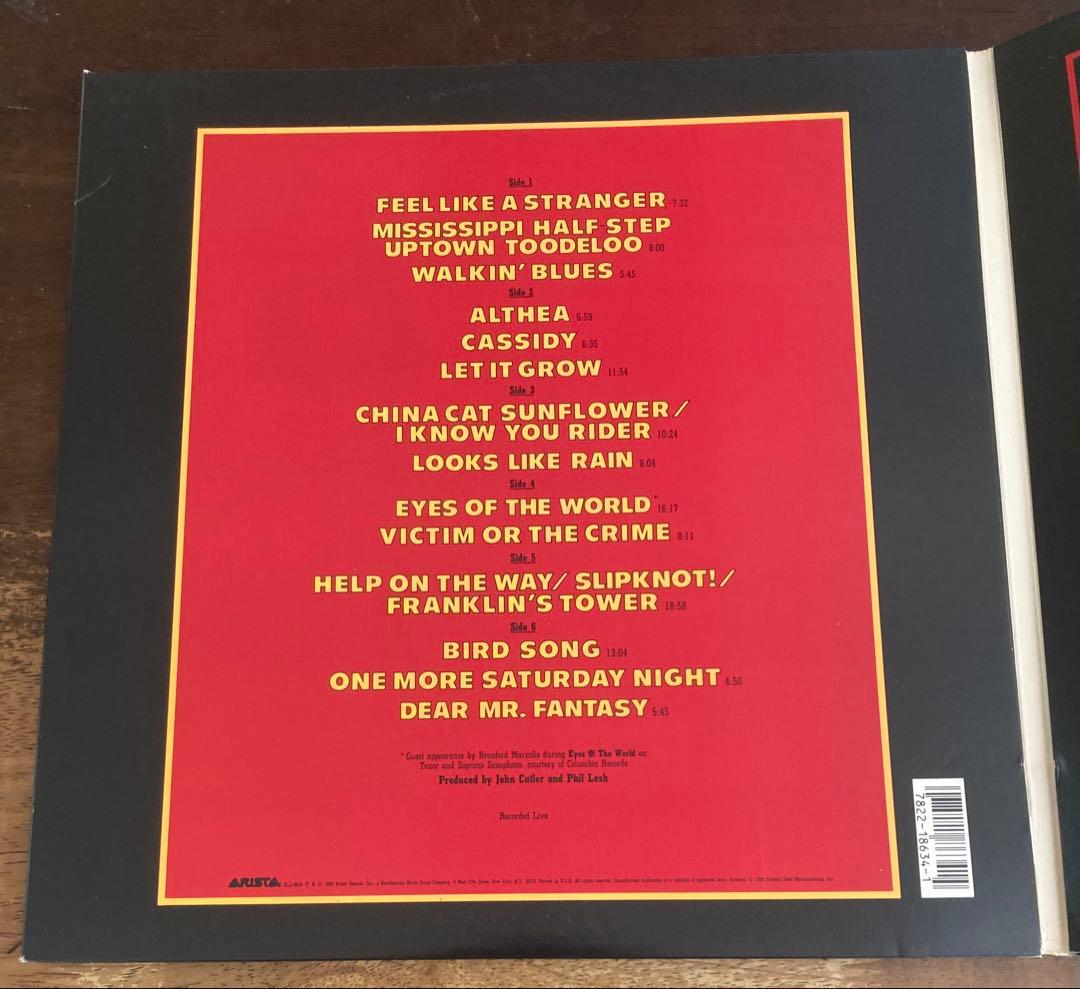 Side 1
FEEL LIKE A STRANGER 7:32
MISSISSIPPI HALF STEP
UPTOWN TOODELOO 8:00
WALKIN' BLUES 5:45
Side 2
ALTHEA 6:59
CASSIDY 6:35
LET IT GROW 11:54
Side 3
CHINA CAT SUNFLOWER/
I KNOW YOU RIDER 10:24
LOOKS LIKE RAIN 8:04
Side 4
EYES OF THE WORLD* 16:17
VICTIM OR THE CRIME 8:11
Side 5
HELP ON THE WAY/ SLIPKNOT!/
FRANKLIN'S TOWER 18:58
Side 6
BIRD SONG 13:04
ONE MORE SATURDAY NIGHT 4:50
DEAR MR. FANTASY 5:45
* Guest appearance by Branford Marsalis during Eyes Of The World on
Tenor and Soprano Saxophone, courtesy of Columbia Records
Produced by John Cutler and Phil Lesh
Recorded Live
ARISTA
7822-18634-1